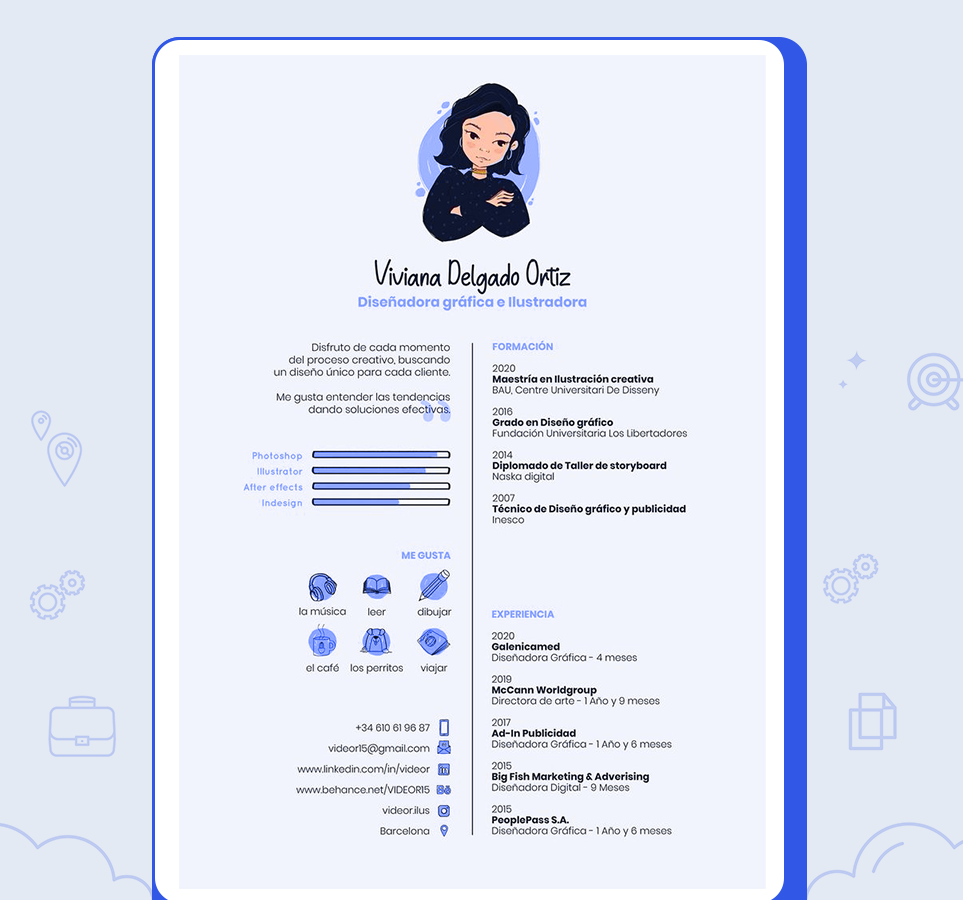 Viviana Delgado Ortiz
Diseñadora gráfica e Ilustradora
Disfruto de cada momento
del proceso creativo, buscando
un diseño único para cada cliente.
Me gusta entender las tendencias
dando soluciones efectivas.
Photoshop
Illustrator
After effects
Indesign
ME GUSTA
la música
leer
dibujar
el café
los perritos
viajar
+34 610 61 96 87
videor15@gmail.com
www.linkedin.com/in/videor
www.behance.net/VIDEOR15
videor.ilus
Barcelona
FORMACIÓN
2020
Maestría en Ilustración creativa
BAU, Centre Universitari De Disseny
2016
Grado en Diseño gráfico
Fundación Universitaria Los Libertadores
2014
Diplomado de Taller de storyboard
Naska digital
2007
Técnico de Diseño gráfico y publicidad
Inesco
EXPERIENCIA
2020
Galenicamed
Diseñadora Gráfica - 4 meses
2019
McCann Worldgroup
Directora de arte - 1 Año y 9 meses
2017
Ad-In Publicidad
Diseñadora Gráfica - 1 Año y 6 meses
2015
Big Fish Marketing & Adverising
Diseñadora Digital - 9 Meses
2015
PeoplePass S.A.
Diseñadora Gráfica - 1 Año y 6 meses